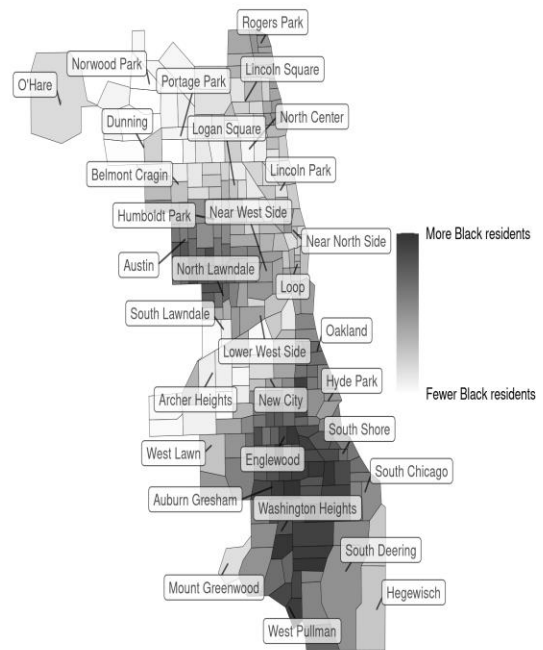 Rogers Park
Norwood Park
Lincoln Square
O'Hare
Portage Park
Dunning
Logan Square
North Center
Belmont Cragin
Lincoln Park
Humboldt Park
Near West Side
Near North Side
More Black residents
Austin
North Lawndale
Loop
South Lawndale
Oakland
Lower West Side
Hyde Park
Archer Heights
New City
Fewer Black residents
South Shore
West Lawn
Englewood
South Chicago
Auburn Gresham
Washington Heights
South Deering
Mount Greenwood
Hegewisch
West Pullman